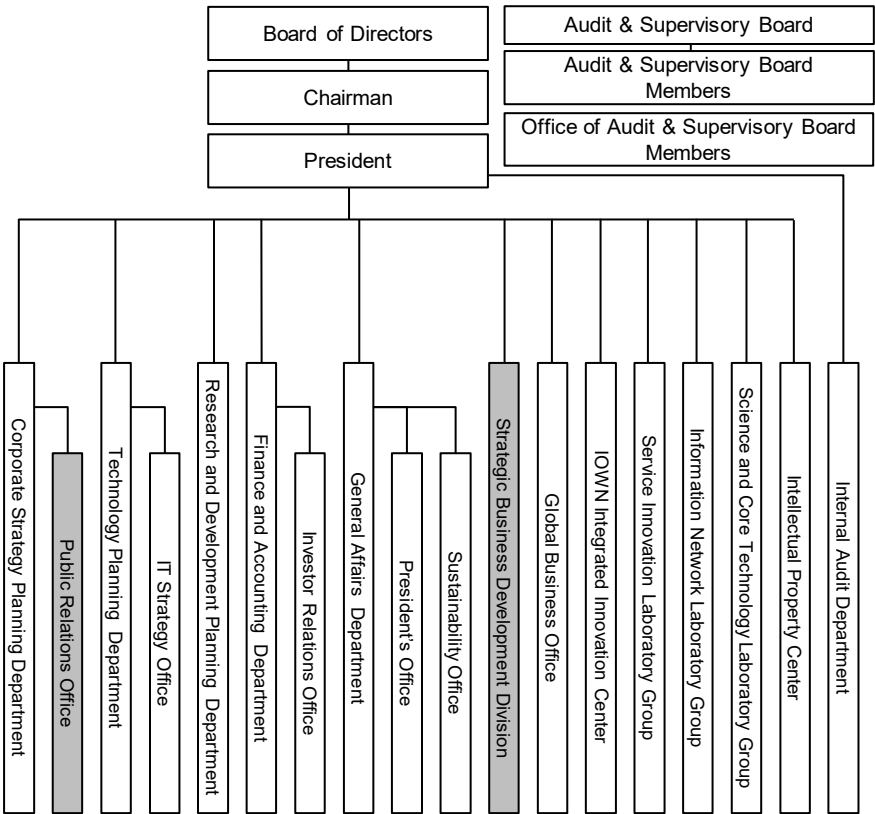 Board of Directors
Chairman
President
Audit & Supervisory Board
Audit & Supervisory Board
Members
Office of Audit & Supervisory Board
Members
Corporate Strategy Planning Department
Public Relations Office
Technology Planning Department
IT Strategy Office
Research and Development Planning Department
Finance and Accounting Department
Investor Relations Office
General Affairs Department
President's Office
Sustainability Office
Strategic Business Development Division
Global Business Office
IOWN Integrated Innovation Center
Service Innovation Laboratory Group
Information Network Laboratory Group
Science and Core Technology Laboratory Group
Intellectual Property Center
Internal Audit Department